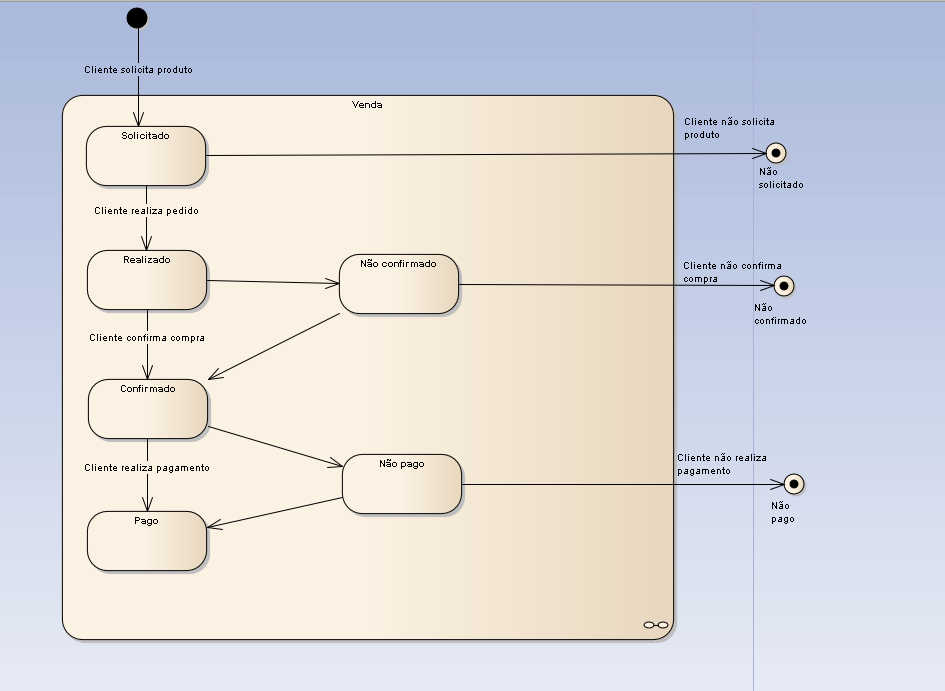 Cliente solicita produto
Venda
Solicitado
Cliente não solicita
produto
Não
solicitado
Cliente realiza pedido
Realizado
Não confirmado
Cliente não confirma
compra
Não
confirmado
Cliente confirma compra
Confirmado
Cliente realiza pagamento
Não pago
Cliente não realiza
pagamento
Não
pago
Pago